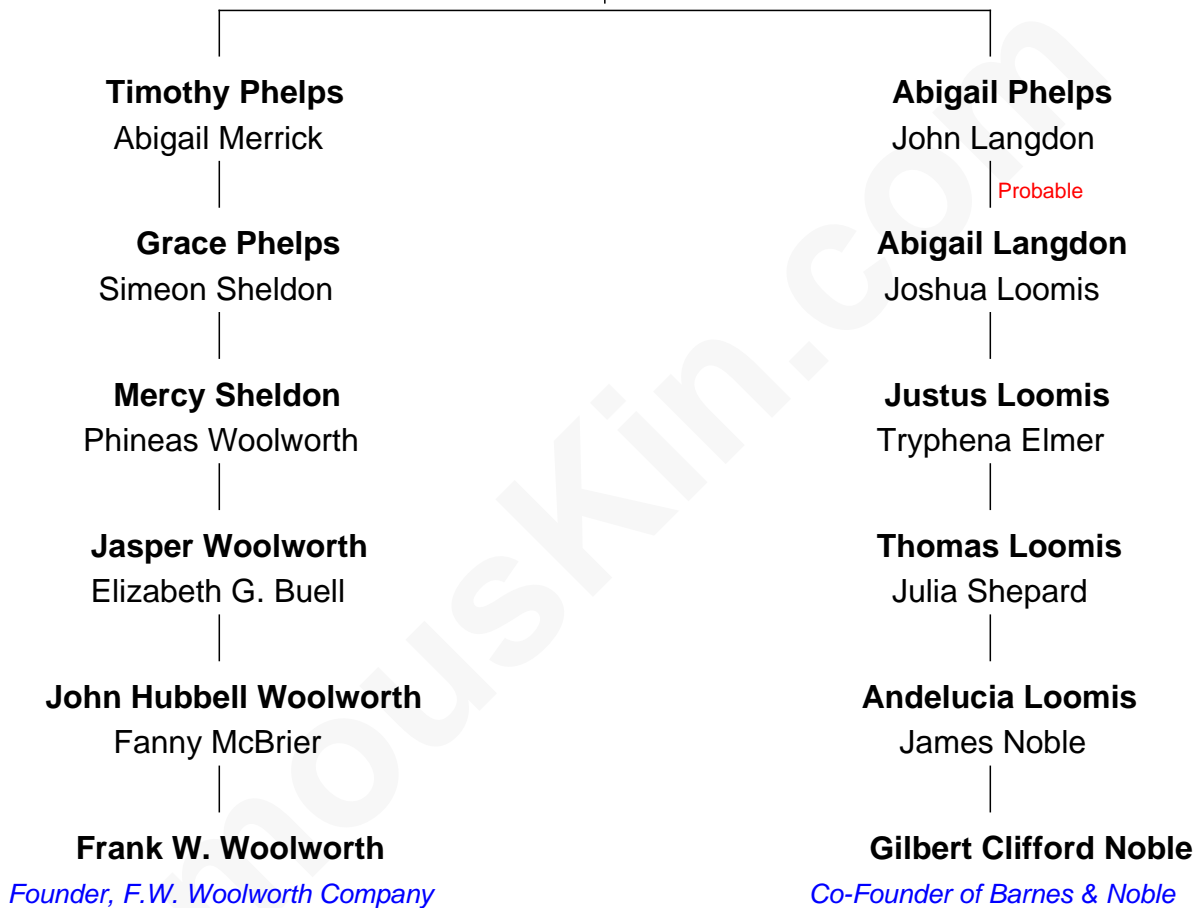 Timothy Phelps
Abigail Merrick
Abigail Phelps
John Langdon
Probable
Grace Phelps
Simeon Sheldon
Abigail Langdon
Joshua Loomis
Mercy Sheldon
Phineas Woolworth
Justus Loomis
Tryphena Elmer
Jasper Woolworth
Elizabeth G. Buell
Thomas Loomis
Julia Shepard
John Hubbell Woolworth
Fanny McBrier
Andelucia Loomis
James Noble
Frank W. Woolworth
Founder, F.W. Woolworth Company
Gilbert Clifford Noble
Co-Founder of Barnes & Noble
mousKin.com